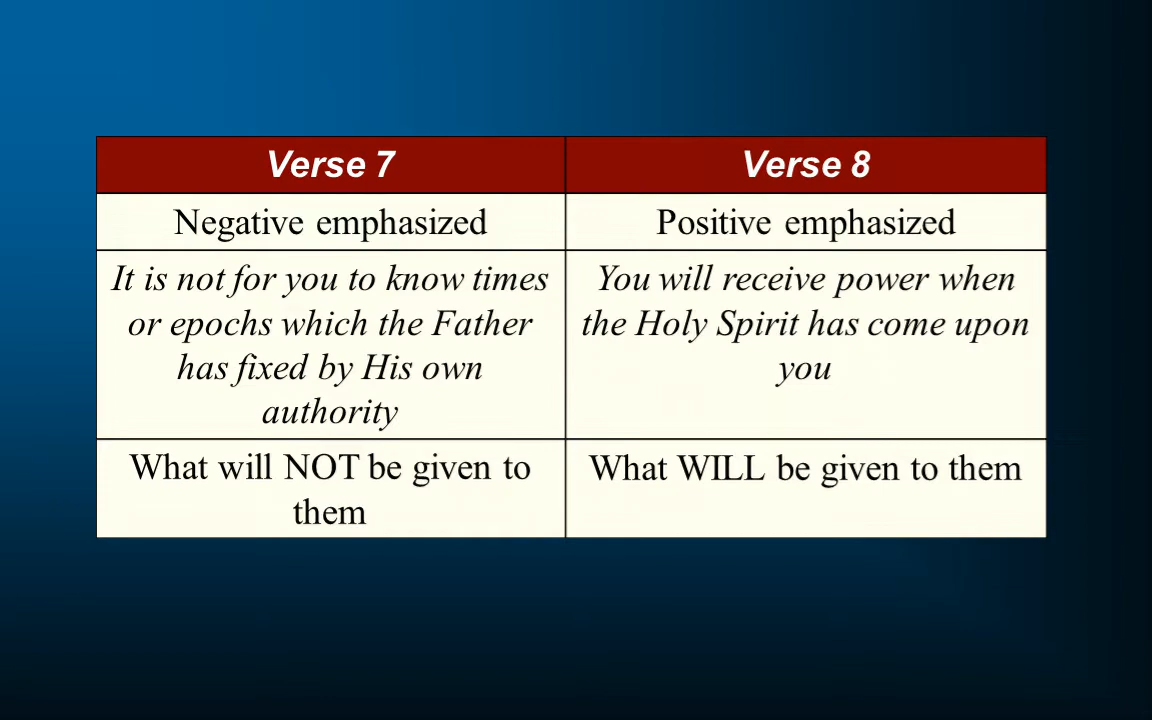 Verse 7
Verse 8
Negative emphasized
Positive emphasized
It is not for you to know times
or epochs which the Father
has fixed by His own
authority
You will receive power when
the Holy Spirit has come upon
you
What will NOT be given to
them
What WILL be given to them